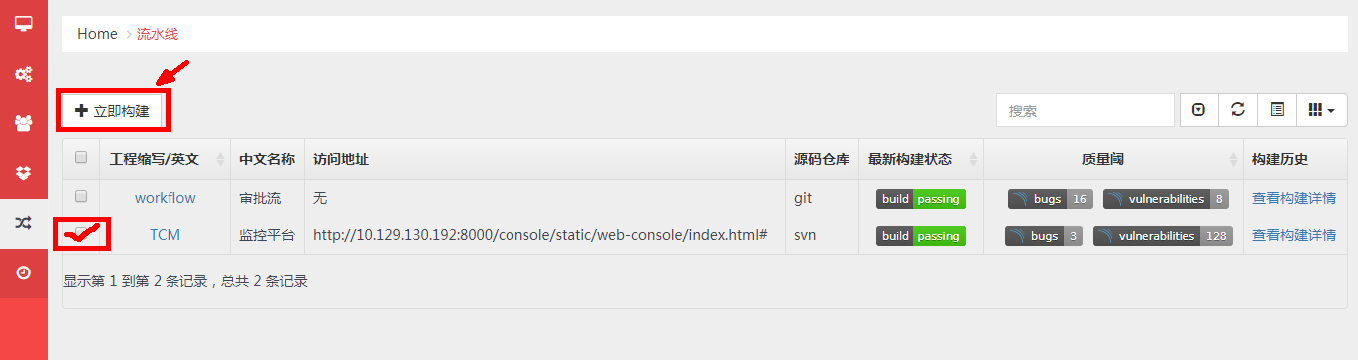 Home > 流水线
立即构建
搜索
工程缩写/英文 中文名称 访问地址 源码仓库 最新构建状态 质量阈 构建历史
workflow 审批流 无 git build passing bugs 16 vulnerabilities 8 查看构建详情
TCM 监控平台 http://10.129.130.192:8000/console/static/web-console/index.html# svn build passing bugs 3 vulnerabilities 128 查看构建详情
显示第 1 到第 2 条记录，总共 2 条记录